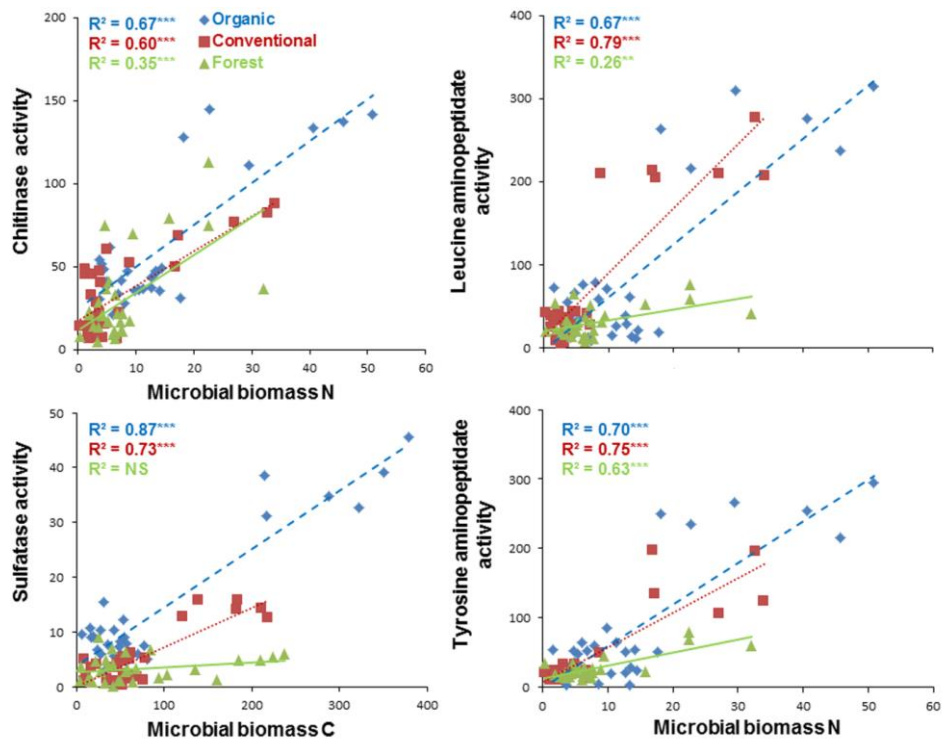 200
150
100
50
0
Chitinase activity
R² = 0.67***
R² = 0.60***
R² = 0.35***
Organic
Conventional
Forest
0 10 20 30 40 50 60
Microbial biomass N
400
300
200
100
0
Leucine aminopeptidate
activity
R² = 0.67***
R² = 0.79***
R² = 0.26**
0 10 20 30 40 50 60
50
40
30
20
10
0
Sulfatase activity
R² = 0.87***
R² = 0.73***
R² = NS
0 100 200 300 400
Microbial biomass C
400
300
200
100
0
Tyrosine aminopeptidate
activity
R² = 0.70***
R² = 0.75***
R² = 0.63***
0 10 20 30 40 50 60
Microbial biomass N